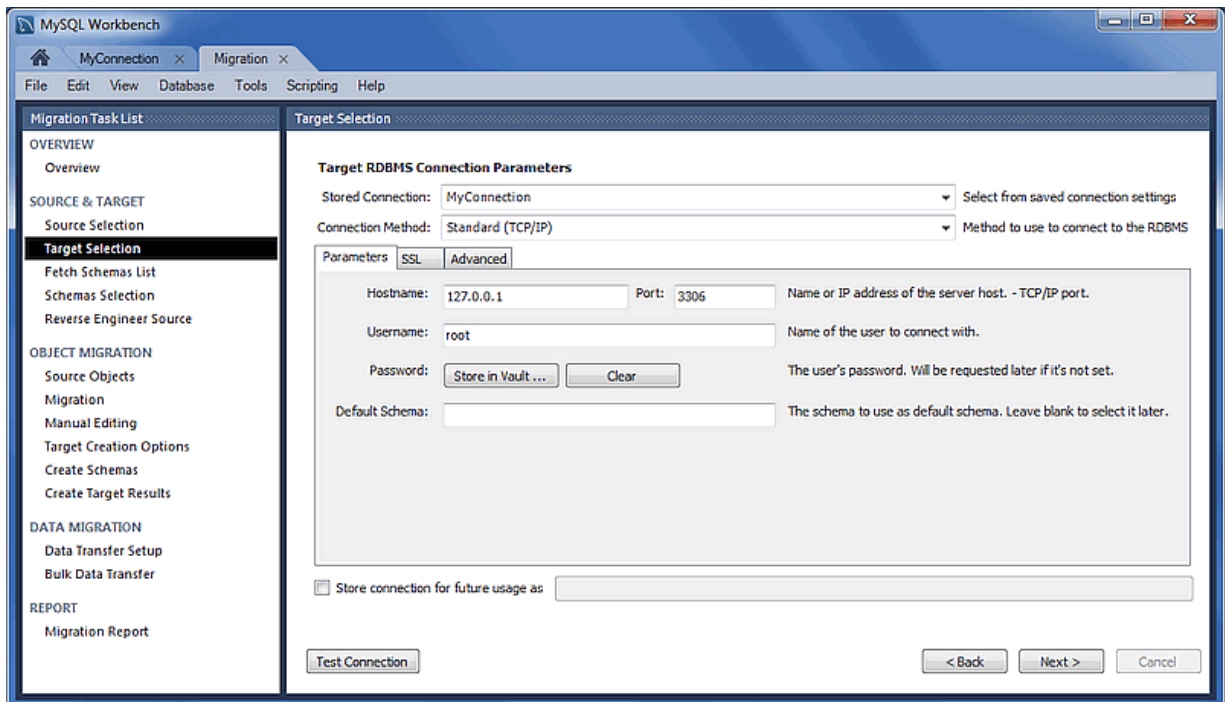 MySQL Workbench
MyConnection
Migration
File Edit View Database Tools Scripting Help
Migration Task List
OVERVIEW
Overview
SOURCE & TARGET
Source Selection
Target Selection
Fetch Schemas List
Schemas Selection
Reverse Engineer Source
OBJECT MIGRATION
Source Objects
Migration
Manual Editing
Target Creation Options
Create Schemas
Create Target Results
DATA MIGRATION
Data Transfer Setup
Bulk Data Transfer
REPORT
Migration Report
Target Selection
Target RDBMS Connection Parameters
Stored Connection: MyConnection Select from saved connection settings
Connection Method: Standard (TCP/IP) Method to use to connect to the RDBMS
Parameters SSL Advanced
Hostname: 127.0.0.1 Port: 3306 Name or IP address of the server host. - TCP/IP port.
Username: root Name of the user to connect with.
Password: Store in Vault ... Clear The user's password. Will be requested later if it's not set.
Default Schema: The schema to use as default schema. Leave blank to select it later.
Store connection for future usage as
Test Connection < Back Next > Cancel